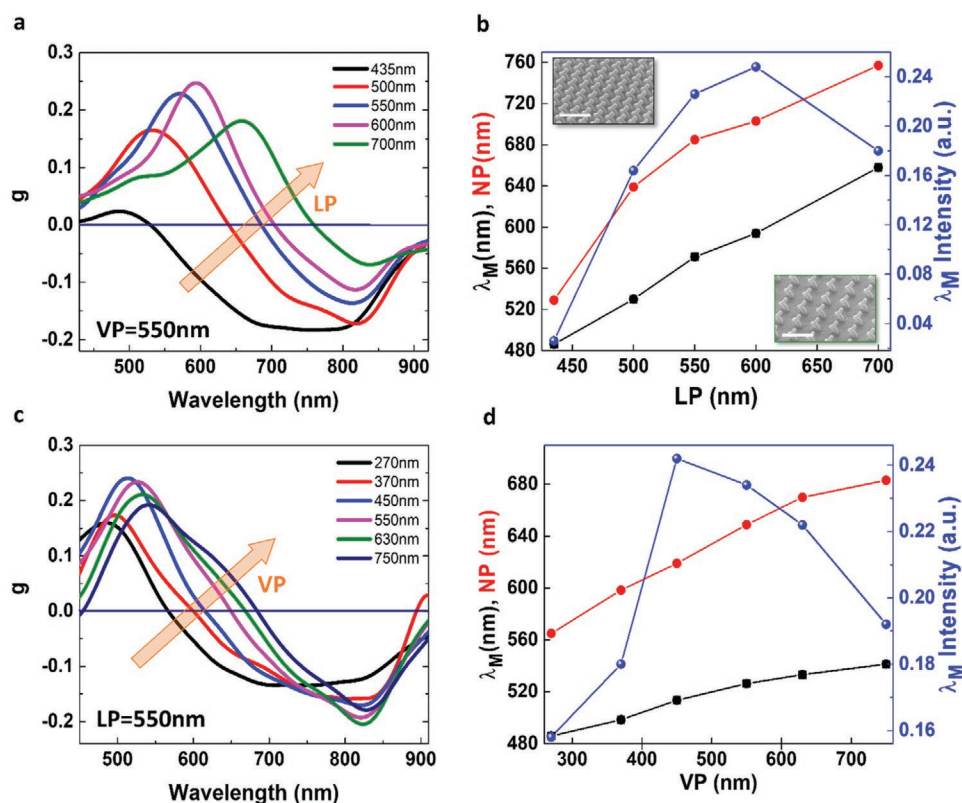 a
0.3
0.2
0.1
0.0
-0.1
-0.2
g
435nm
500nm
550nm
600nm
700nm
LP
VP=550nm
500 600 700 800 900
Wavelength (nm)
b
760
720
680
640
600
560
520
480
λM(nm), NP(nm)
0.24
0.20
0.16
0.12
0.08
0.04
λM Intensity (a.u.)
450 500 550 600 650 700
LP (nm)
c
0.3
0.2
0.1
0.0
-0.1
-0.2
g
270nm
370nm
450nm
550nm
630nm
750nm
VP
LP=550nm
500 600 700 800 900
Wavelength (nm)
d
680
640
600
560
520
480
λM(nm), NP (nm)
0.24
0.22
0.20
0.18
0.16
λM Intensity (a.u.)
300 400 500 600 700
VP (nm)